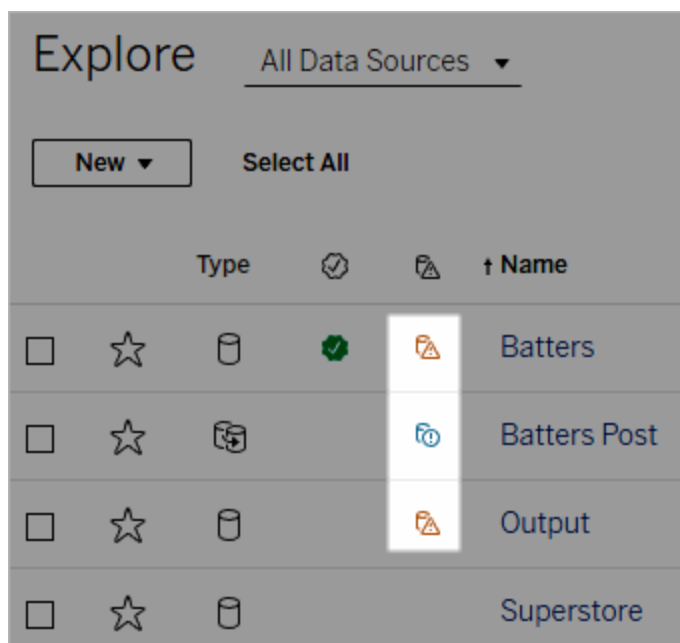 Explore All Data Sources
New Select All
Type Name
Batters
Batters Post
Output
Superstore